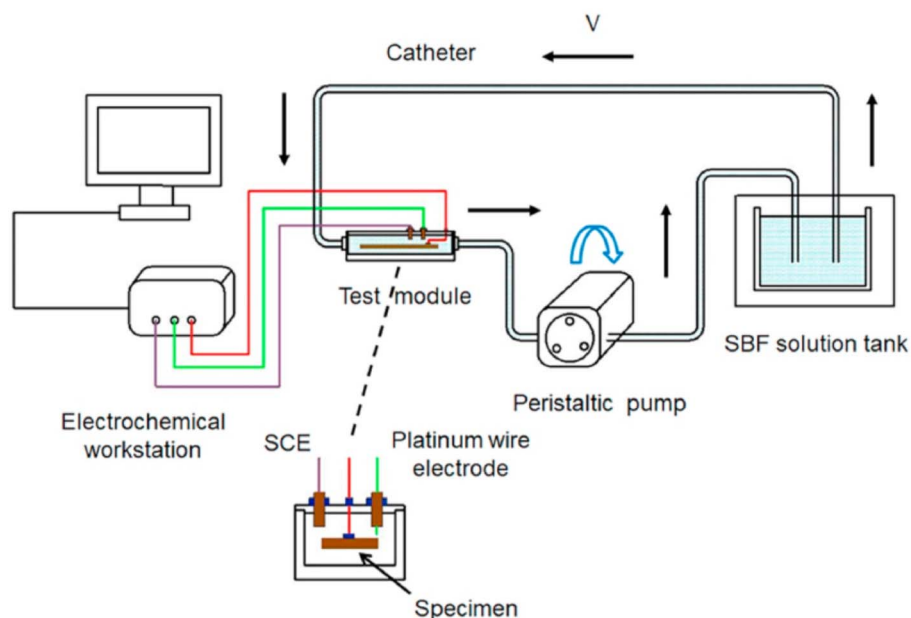 V
Catheter
Test module
SBF solution tank
Peristaltic pump
Electrochemical
workstation
SCE
Platinum wire
electrode
Specimen